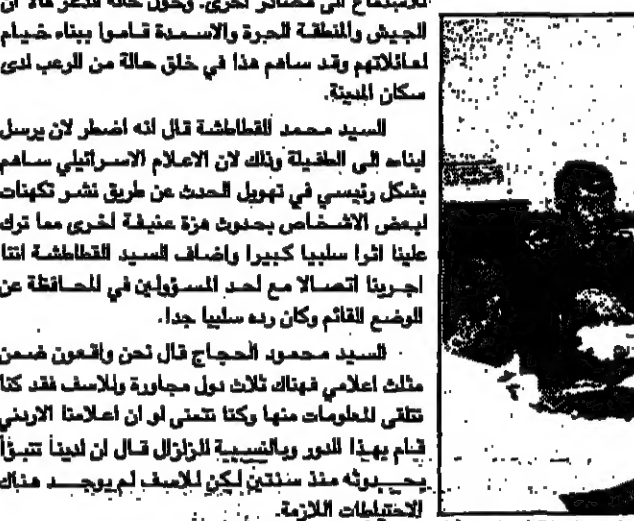 للاستماع الى مصادر اخرى. وحول حالة الذعر قالا ان
الجيش والمنطقة الحرة والاسمدة قاموا ببناء خيام
لعائلاتهم وقد ساهم هذا في خلق حالة من الرعب لدى
سكان المدينة.
السيد محمد القطاطشة قال انه اضطر لان يرسل
ابناءه الى الطفيلة وذلك لان الاعلام الاسرائيلي ساهم
بشكل رئيسي في تهويل الحدث عن طريق نشر تكهنات
لبعض الاشخاص بحدوث هزة عنيفة اخرى مما ترك
علينا اثرا سلبيا كبيرا واضاف السيد القطاطشة اننا
اجرينا اتصالا مع احد المسؤولين في المحافظة عن
الوضع القائم وكان رده سلبيا جدا.
السيد محمود الحجاج قال نحن واقعون ضمن
مثلث اعلامي فهناك ثلاث دول مجاورة وللاسف فقد كنا
نتلقى المعلومات منها وكنا نتمنى لو ان اعلامنا الاردني
قام بهذا الدور وبالنسبة للزلزال قال ان لدينا تنبؤا
بحدوثه منذ سنتين لكن للاسف لم يوجد هناك
الاحتياطات اللازمة.